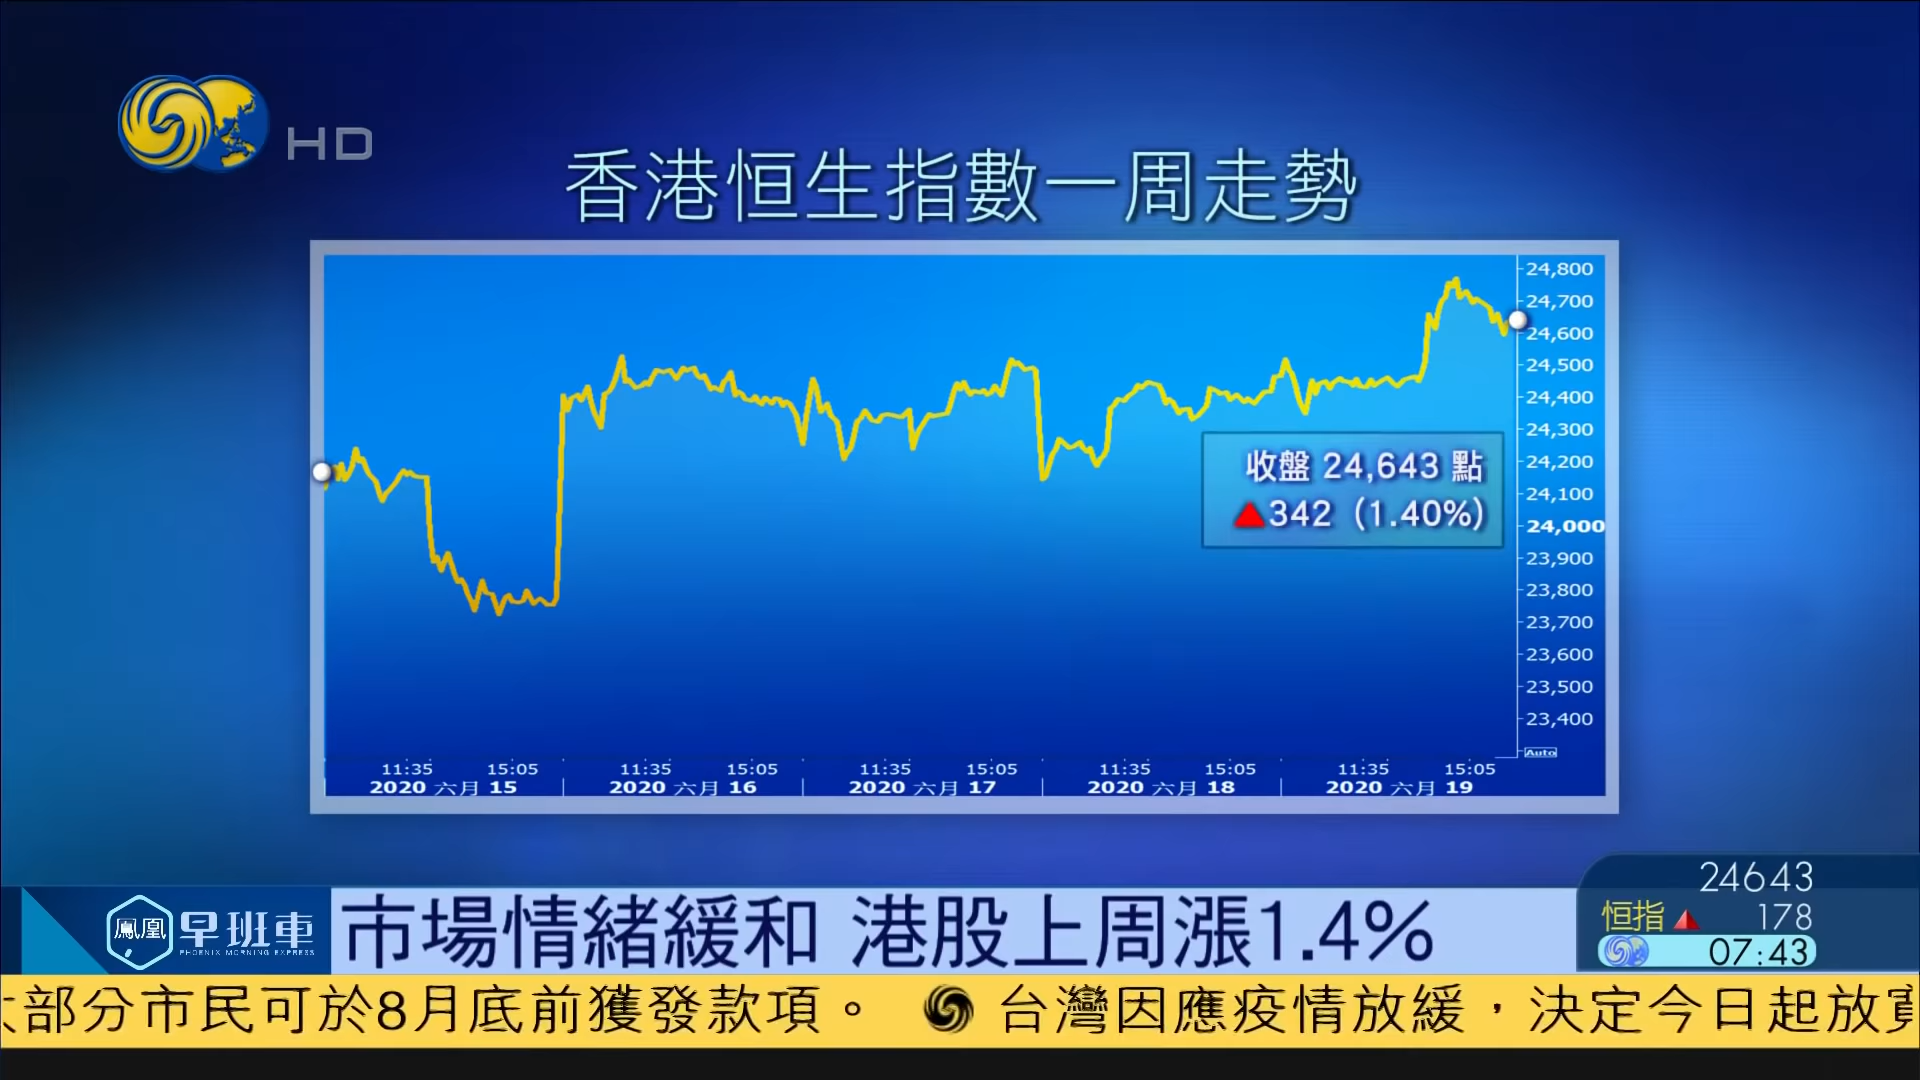 HD
香港恒生指數一周走勢
24,800
24,700
24,600
24,500
24,400
24,300
24,200
24,100
24,000
23,900
23,800
23,700
23,600
23,500
23,400
Auto
收盤 24,643 點
▲342 (1.40%)
11:35 15:05 11:35 15:05 11:35 15:05 11:35 15:05 11:35 15:05
2020 六月 15 2020 六月 16 2020 六月 17 2020 六月 18 2020 六月 19
鳳凰 早班車
PHOENIX MORNING EXPRESS
市場情緒緩和 港股上周漲1.4%
24643
恒指 ▲ 178
07:43
部分市民可於8月底前獲發款項。 台灣因應疫情放緩，決定今日起放